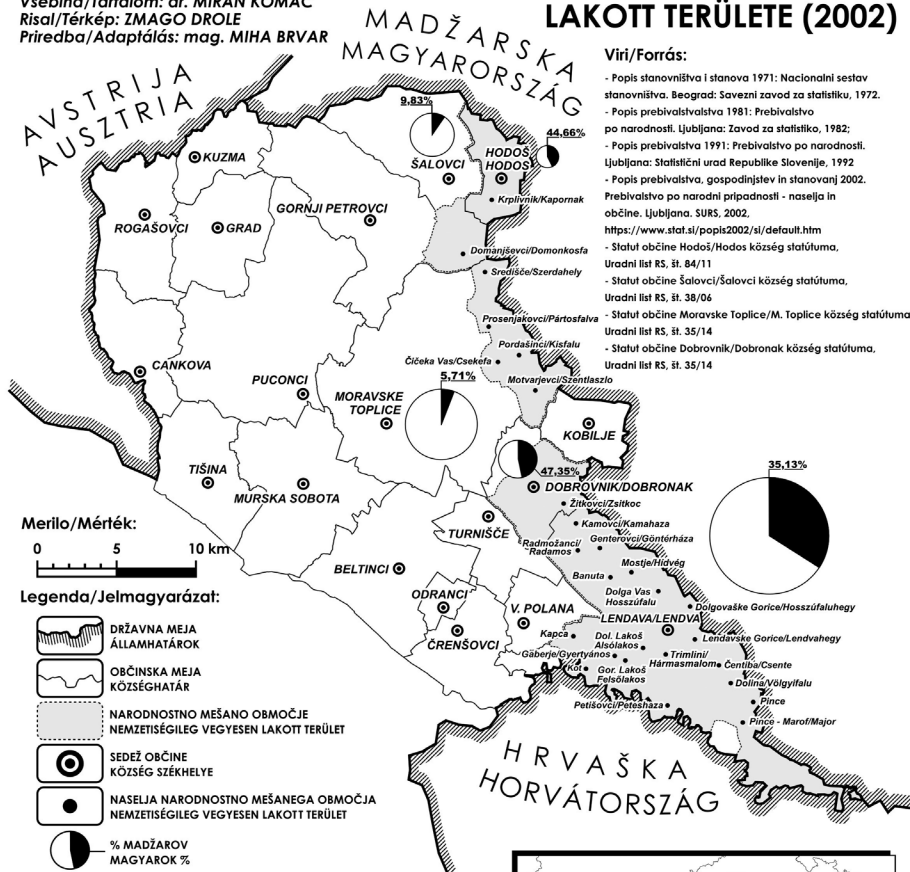 Vsebina/Tartalom: dr. MIRAN KOMAC
Risal/Térkép: ZMAGO DROLE
Priredba/Adaptálás: mag. MIHA BRVAR
LAKOTT TERÜLETE (2002)
MADŽARSKA
MAGYARORSZÁG
AVSTRIJA
AUSZTRIA
Viri/Forrás:
- Popis stanovništva i stanova 1971: Nacionalni sestav
stanovništva. Beograd: Savezni zavod za statistiku, 1972.
- Popis prebivalstvalstva 1981: Prebivalstvo
po narodnosti. Ljubljana: Zavod za statistiko, 1982;
- Popis prebivalstva 1991: Prebivalstvo po narodnosti.
Ljubljana: Statistični urad Republike Slovenije, 1992
- Popis prebivalstva, gospodinjstev in stanovanj 2002.
Prebivalstvo po narodni pripadnosti - naselja in
občine. Ljubljana. SURS, 2002,
https://www.stat.si/popis2002/si/default.htm
- Statut občine Hodoš/Hodos község statútuma,
Uradni list RS, št. 84/11
- Statut občine Šalovci/Šalovci község statútuma,
Uradni list RS, št. 38/06
- Statut občine Moravske Toplice/M. Toplice község statútuma
Uradni list RS, št. 35/14
- Statut občine Dobrovnik/Dobronak község statútuma,
Uradni list RS, št. 35/14
9,83%
44,66%
KUZMA
ŠALOVCI
HODOŠ
HODOS
Krplivnik/Kapornak
ROGAŠOVCI
GRAD
GORNJI PETROVCI
Domanjševci/Domonkosfa
Središče/Szerdahely
Prosenjakovci/Pártosfalva
Pordašinci/Kisfalu
Čičeka Vas/Csekefa
Motvarjevci/Szentlaszlo
CANKOVA
PUCONCI
5,71%
MORAVSKE
TOPLICE
KOBILJE
TIŠINA
MURSKA SOBOTA
47,35%
35,13%
DOBROVNIK/DOBRONAK
Žitkovci/Zsitkoc
TURNIŠČE
Kamovci/Kamahaza
Radmožanci/
Radamos
Genterovci/Göntérháza
Mostje/Hidvég
Banuta
Dolga Vas
Hosszúfalu
Dolgovaške Gorice/Hosszúfaluhegy
BELTINCI
ODRANCI
V. POLANA
LENDAVA/LENDVA
ČRENŠOVCI
Kapca
Dol. Lakoš
Alsólakos
Lendavske Gorice/Lendvahegy
Gaberje/Gyertyános
Trimlini/
Hármasmalom
Čentiba/Csente
Kot
Gor. Lakoš
Felsőlakos
Dolina/Völgyifalu
Petišovci/Peteshaza
Pince
Pince - Marof/Major
HRVAŠKA
HORVÁTORSZÁG
Merilo/Mérték:
0 5 10 km
Legenda/Jelmagyarázat:
DRŽAVNA MEJA
ÁLLAMHATÁROK
OBČINSKA MEJA
KÖZSÉGHATÁR
NARODNOSTNO MEŠANO OBMOČJE
NEMZETISÉGILEG VEGYESEN LAKOTT TERÜLET
SEDEŽ OBČINE
KÖZSÉG SZÉKHELYE
NASELJA NARODNOSTNO MEŠANEGA OBMOČJA
NEMZETISÉGILEG VEGYESEN LAKOTT TERÜLET
% MADŽAROV
MAGYAROK %